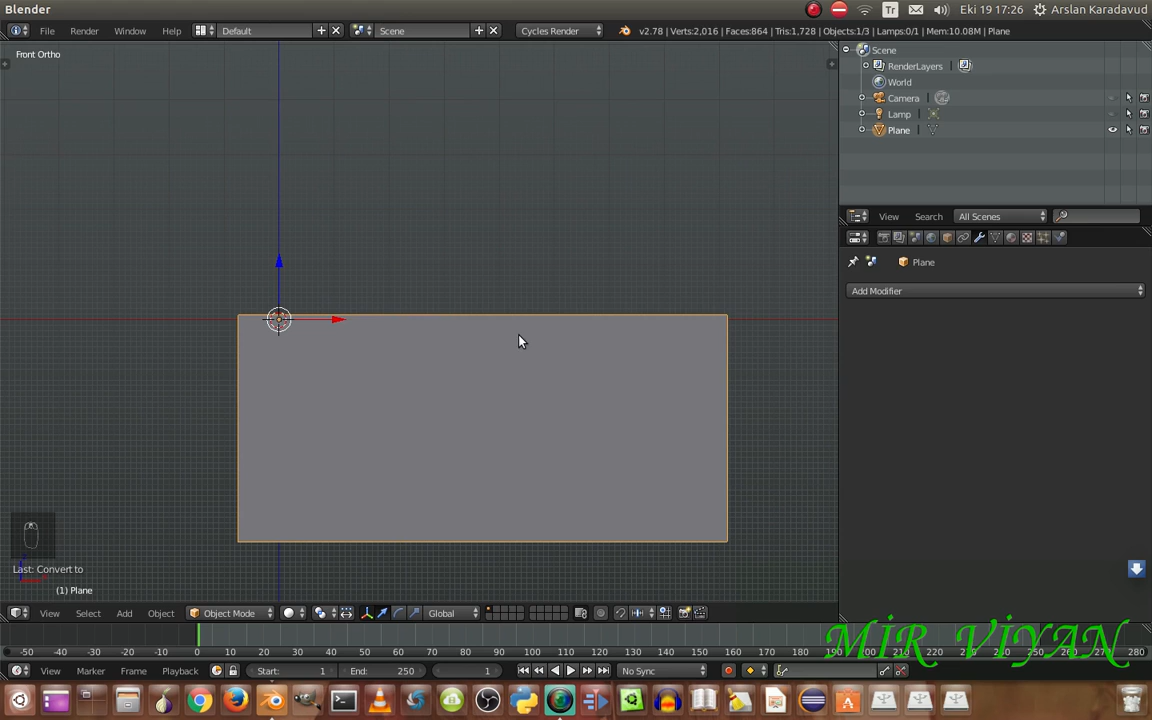 Blender
Tr
Eki 19 17:26
Arslan Karadavud
File Render Window Help
Default
Scene
Cycles Render
v2.78 | Verts:2,016 | Faces:864 | Tris:1,728 | Objects:1/3 | Lamps:0/1 | Mem:10.08M | Plane
Front Ortho
Scene
RenderLayers
World
Camera
Lamp
Plane
View Search All Scenes
Plane
Add Modifier
Last: Convert to
(1) Plane
View Select Add Object Object Mode Global
MİR VİYAN
-50 -40 -30 -20 -10 0 10 20 30 40 50 60 70 80 90 100 110 120 130 140 150 160 170 180 190 200 210 220 230 240 250 260 270 280
View Marker Frame Playback Start: 1 End: 250 1 No Sync